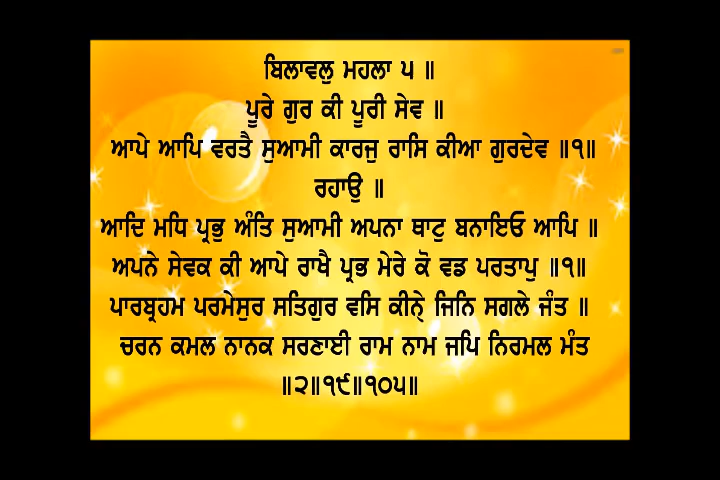 ਬਿਲਾਵਲੁ ਮਹਲਾ ੫ ॥
ਪੂਰੇ ਗੁਰ ਕੀ ਪੂਰੀ ਸੇਵ ॥
ਆਪੇ ਆਪਿ ਵਰਤੈ ਸੁਆਮੀ ਕਾਰਜੁ ਰਾਸਿ ਕੀਆ ਗੁਰਦੇਵ ॥੧॥
ਰਹਾਉ ॥
ਆਦਿ ਮਧਿ ਪ੍ਰਭੁ ਅੰਤਿ ਸੁਆਮੀ ਅਪਨਾ ਥਾਟੁ ਬਨਾਇਓ ਆਪਿ ॥
ਅਪਨੇ ਸੇਵਕ ਕੀ ਆਪੇ ਰਾਖੈ ਪ੍ਰਭ ਮੇਰੇ ਕੋ ਵਡ ਪਰਤਾਪੁ ॥੧॥
ਪਾਰਬ੍ਰਹਮ ਪਰਮੇਸੁਰ ਸਤਿਗੁਰ ਵਸਿ ਕੀਨੇ੍ ਜਿਨਿ ਸਗਲੇ ਜੰਤ ॥
ਚਰਨ ਕਮਲ ਨਾਨਕ ਸਰਣਾਈ ਰਾਮ ਨਾਮ ਜਪਿ ਨਿਰਮਲ ਮੰਤ
॥੨॥੧੯॥੧੦੫॥